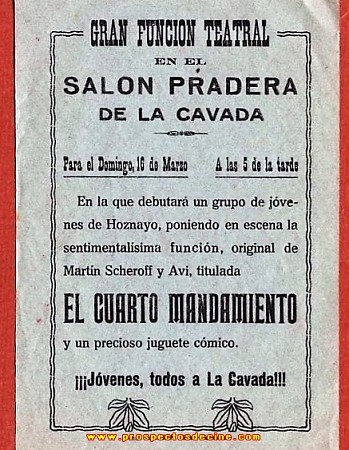 GRAN FUNCION TEATRAL
EN EL
SALON PRADERA
DE LA CAVADA
Para el Domingo, 16 de Marzo A las 5 de la tarde
En la que debutará un grupo de jóve-
nes de Hoznayo, poniendo en escena la
sentimentalísima función, original de
Martín Scheroff y Avi, titulada
EL CUARTO MANDAMIENTO
y un precioso juguete cómico.
¡¡¡Jóvenes, todos a La Cavada!!!
www.prospectosdecine.com